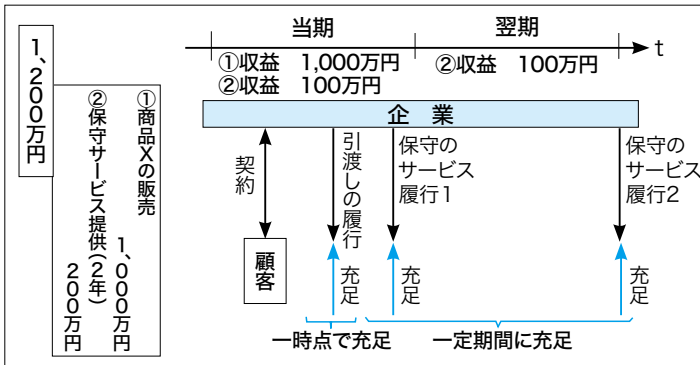 1,200万円
①商品Xの販売
1,000万円
②保守サービス提供(2年)
200万円
当期
翌期
t
①収益 1,000万円
②収益 100万円
②収益 100万円
企 業
契約
顧客
引渡しの履行
保守の
サービス
履行1
保守の
サービス
履行2
充足
充足
充足
一時点で充足
一定期間に充足